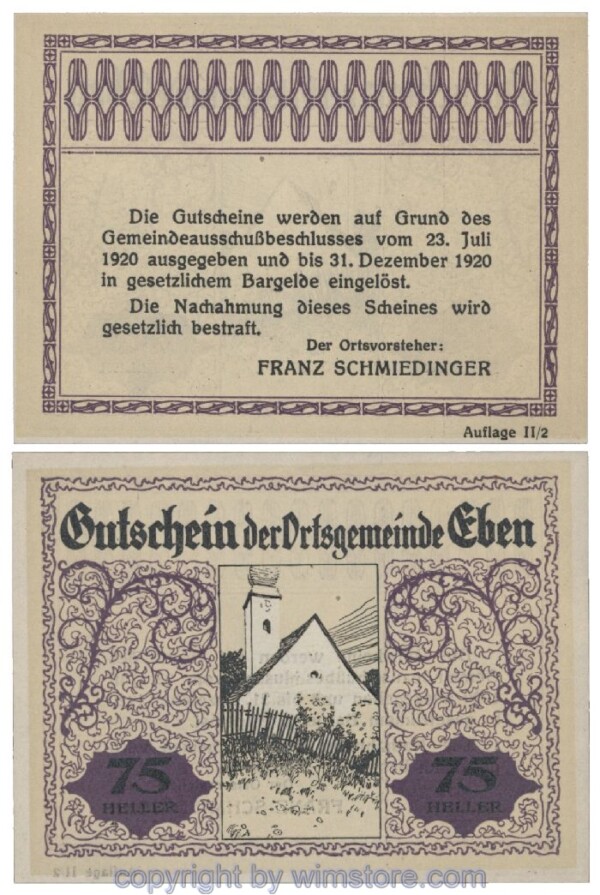 Die Gutscheine werden auf Grund des
Gemeindeausschußbeschlusses vom 23. Juli
1920 ausgegeben und bis 31. Dezember 1920
in gesetzlichem Bargelde eingelöst.
Die Nachahmung dieses Scheines wird
gesetzlich bestraft.
Der Ortsvorsteher:
FRANZ SCHMIEDINGER
Auflage II/2
Gutschein der Ortsgemeinde Eben
75 75
HELLER HELLER
copyright by wimstore.com